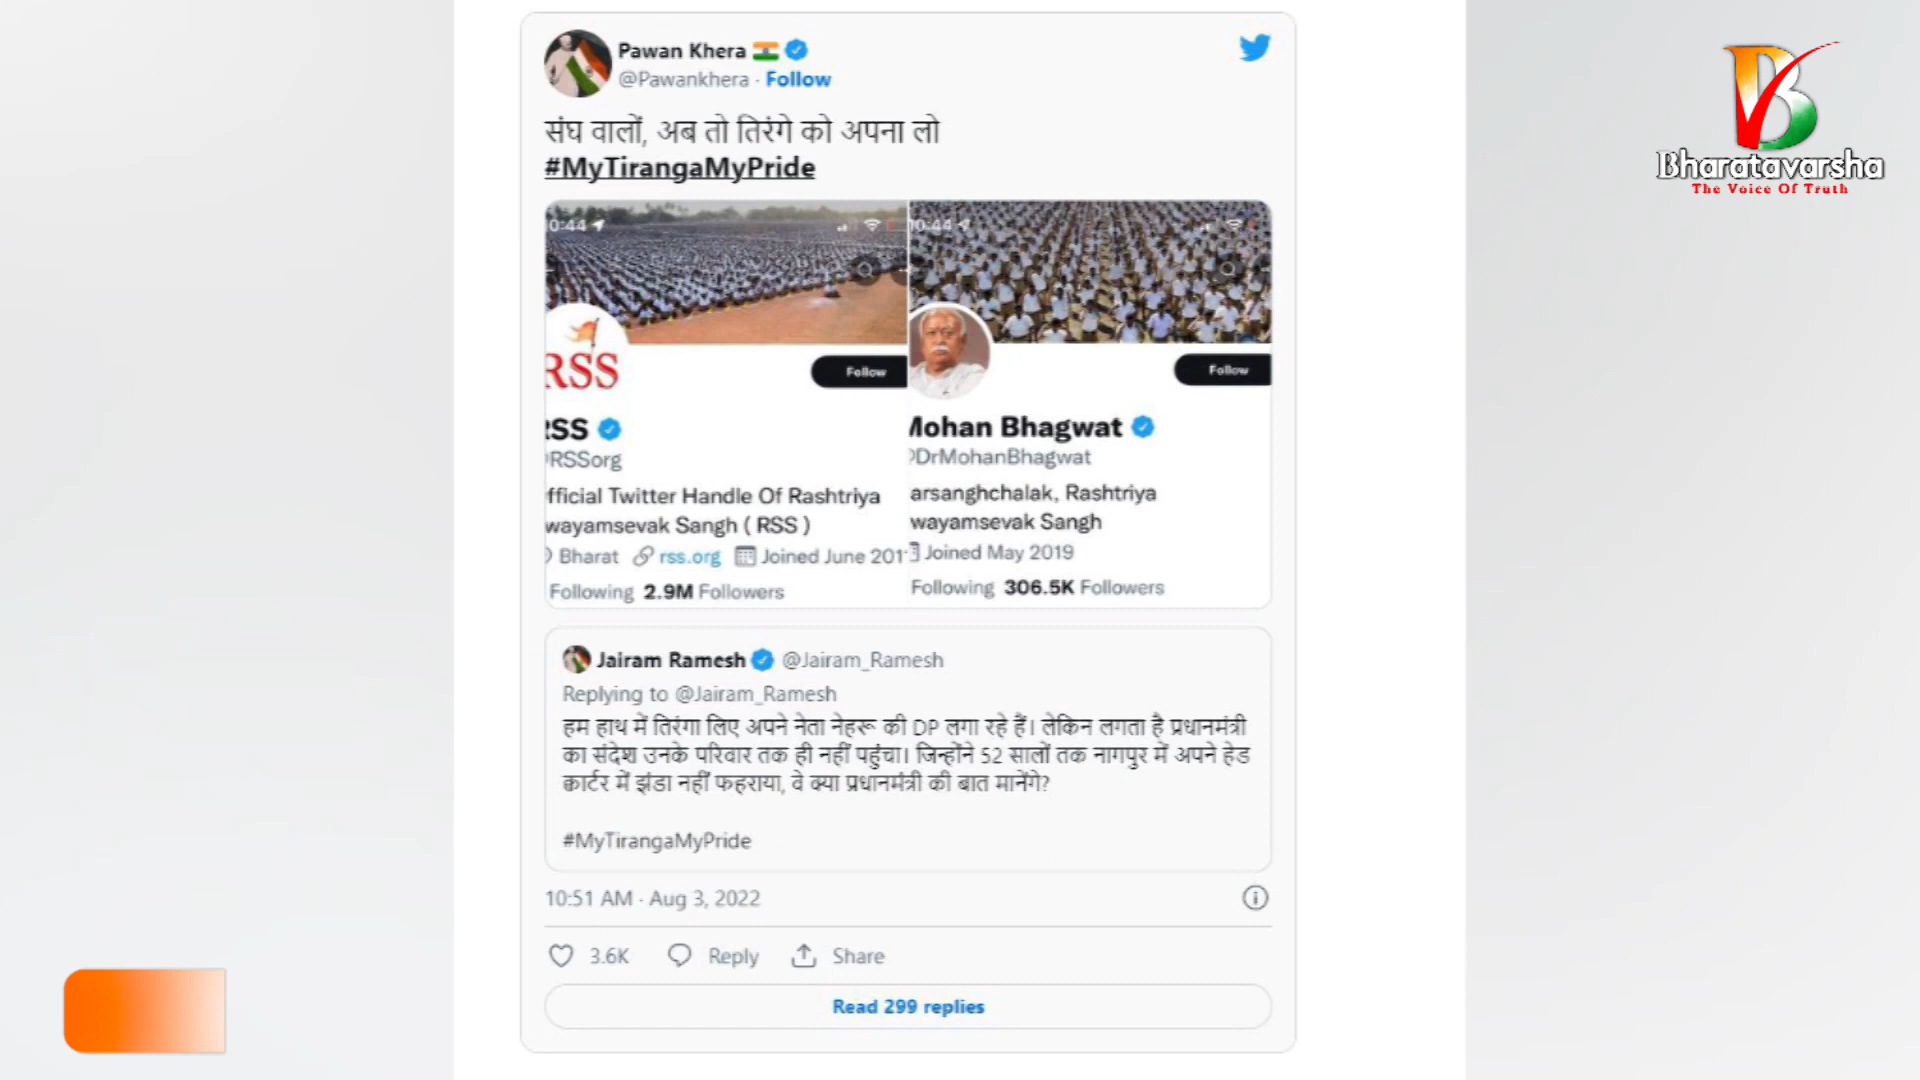 Pawan Khera
@Pawankhera · Follow
संघ वालों, अब तो तिरंगे को अपना लो
#MyTirangaMyPride
0:44
10:44
RSS
Follow
Follow
RSS
Mohan Bhagwat
@RSSorg
@DrMohanBhagwat
fficial Twitter Handle Of Rashtriya
wayamsevak Sangh ( RSS )
arsanghchalak, Rashtriya
wayamsevak Sangh
Bharat rss.org Joined June 201
Joined May 2019
Following 2.9M Followers
Following 306.5K Followers
Jairam Ramesh @Jairam_Ramesh
Replying to @Jairam_Ramesh
हम हाथ में तिरंगा लिए अपने नेता नेहरू की DP लगा रहे हैं। लेकिन लगता है प्रधानमंत्री
का संदेश उनके परिवार तक ही नहीं पहुंचा। जिन्होंने 52 सालों तक नागपुर में अपने हेड
क्वार्टर में झंडा नहीं फहराया, वे क्या प्रधानमंत्री की बात मानेंगे?
#MyTirangaMyPride
10:51 AM · Aug 3, 2022
3.6K Reply Share
Read 299 replies
Bharatavarsha
The Voice Of Truth